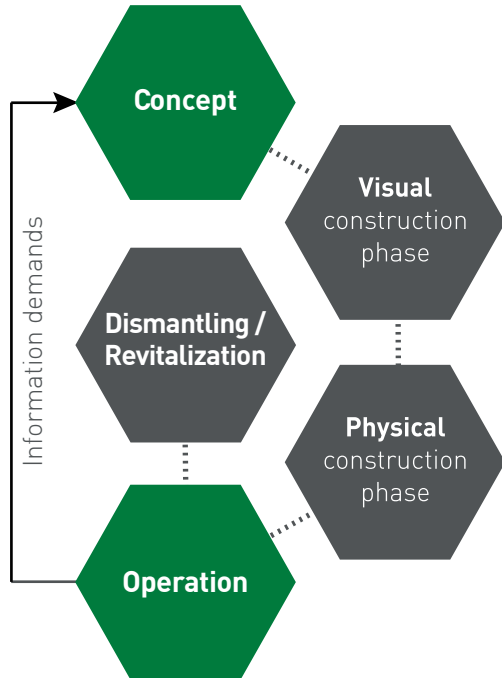 Concept
Visual
construction
phase
Information demands
Dismantling /
Revitalization
Physical
construction
phase
Operation